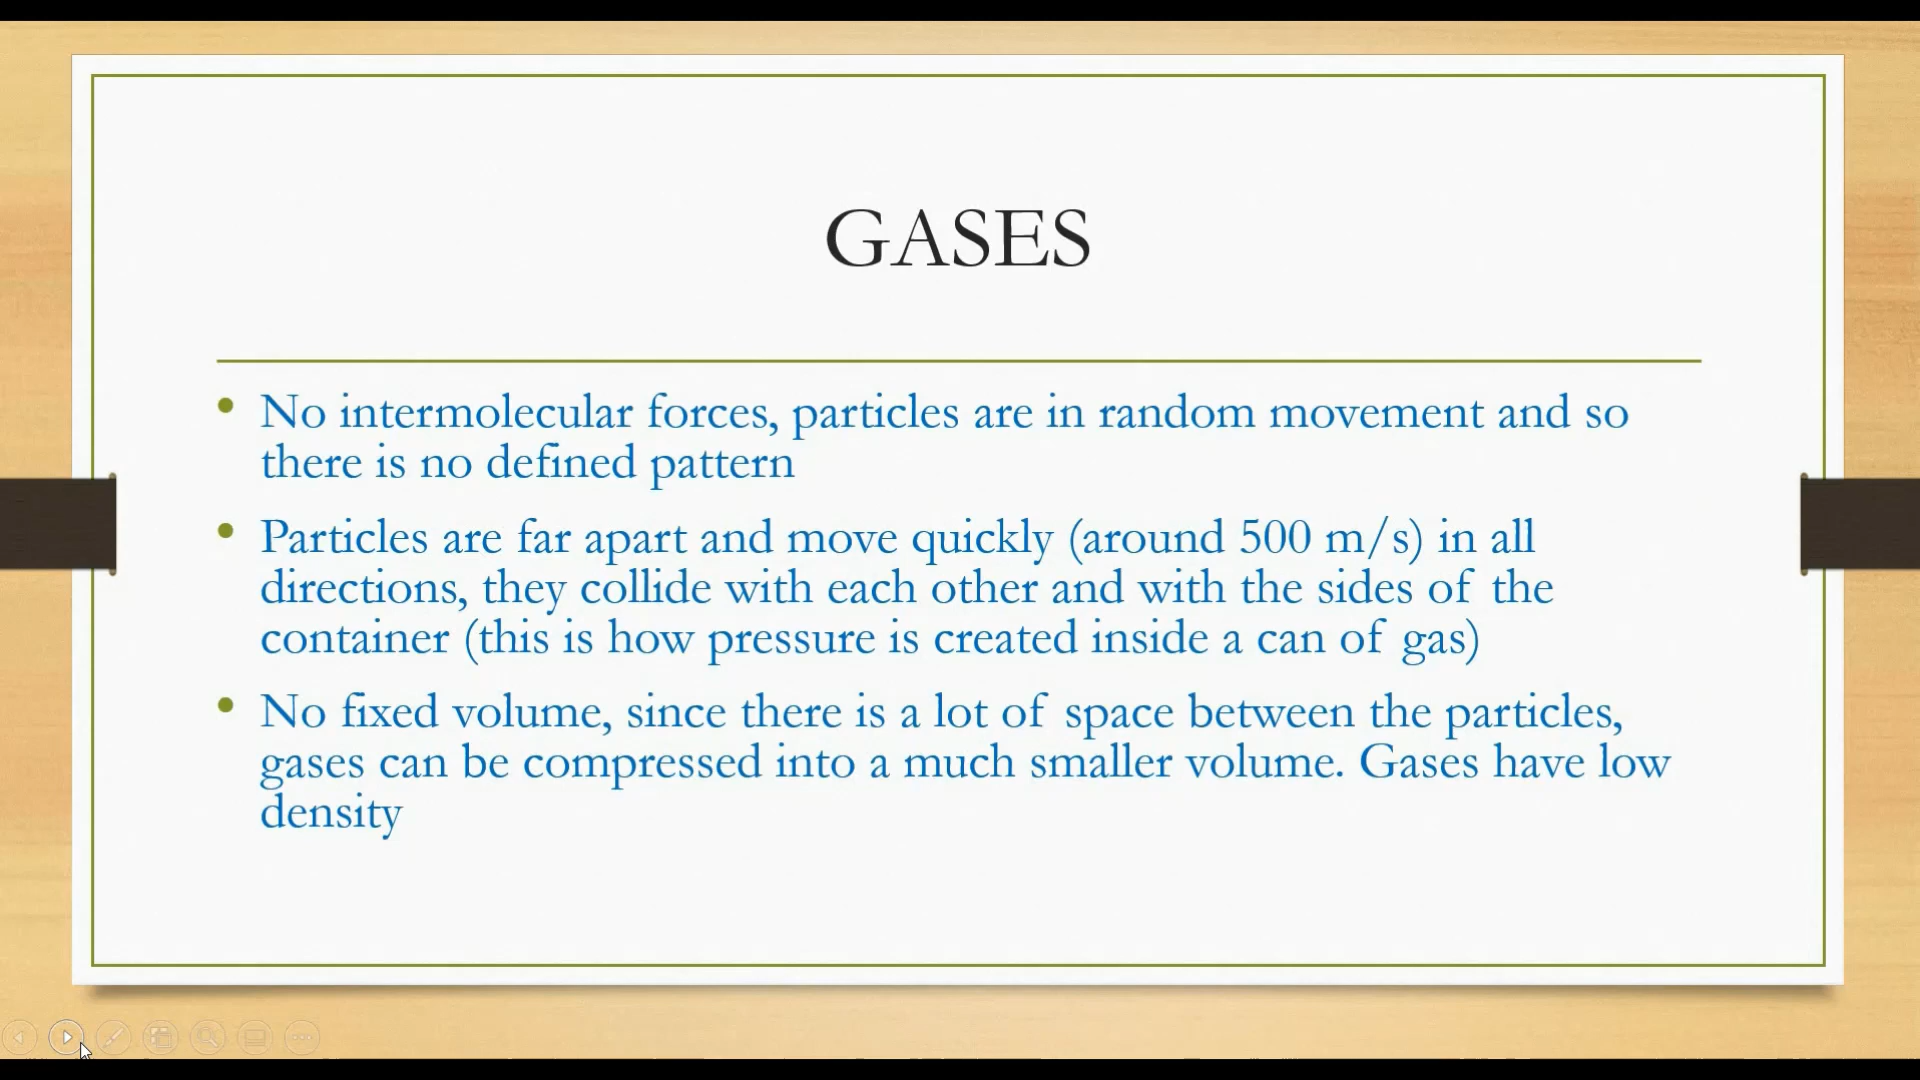 GASES
• No intermolecular forces, particles are in random movement and so
there is no defined pattern
• Particles are far apart and move quickly (around 500 m/s) in all
directions, they collide with each other and with the sides of the
container (this is how pressure is created inside a can of gas)
• No fixed volume, since there is a lot of space between the particles,
gases can be compressed into a much smaller volume. Gases have low
density